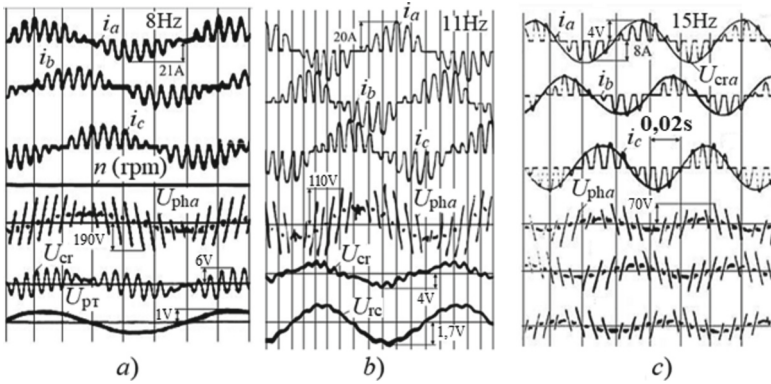 i_a 8Hz
21A
i_b
i_c
n (rpm)
U_pha
190V
U_cr 6V
U_рт
1V
a)
i_a 11Hz
20A
i_b
i_c
110V U_pha
U_cr
4V
U_rc
1,7V
b)
i_a 15Hz
4V
8A
U_cra
i_b
i_c 0,02s
U_pha 70V
c)